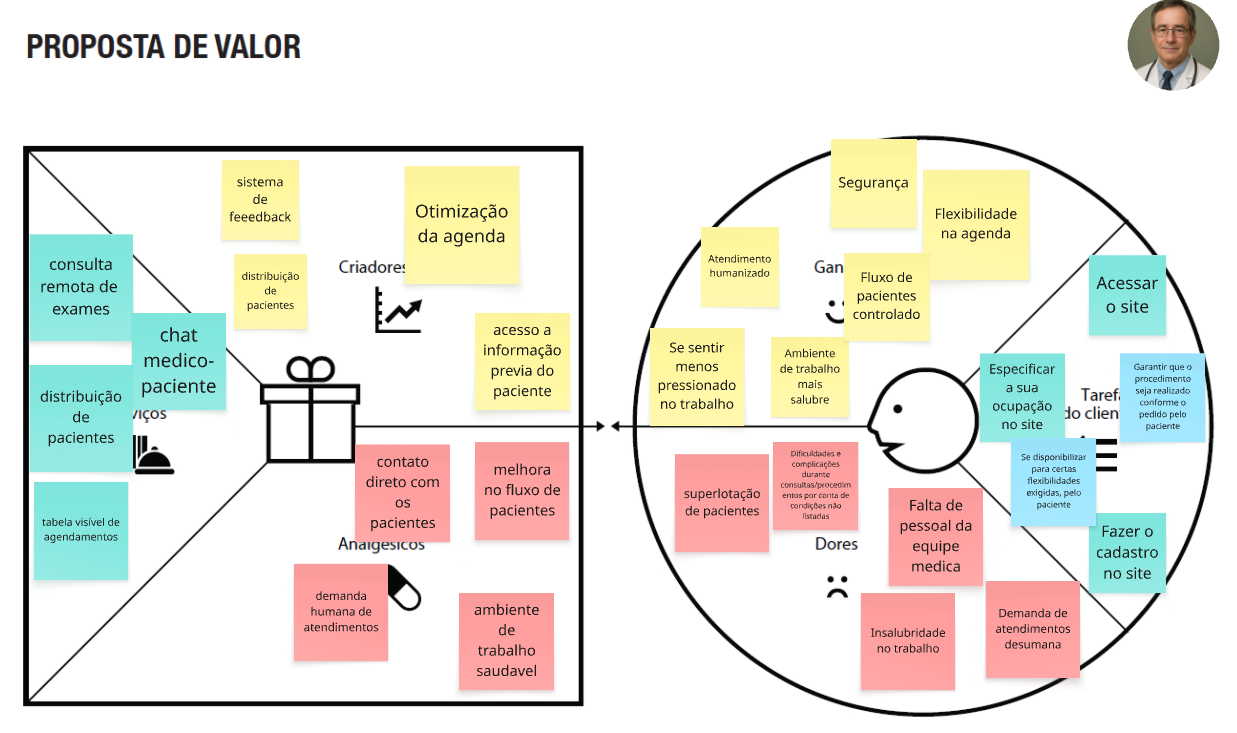 PROPOSTA DE VALOR
sistema
de
feeedback
Otimização
da agenda
distribuição
de
pacientes
Criadores
acesso a
informação
previa do
paciente
consulta
remota de
exames
chat
medico-
paciente
distribuição
de
pacientes
viços
tabela visível de
agendamentos
contato
direto com
os
pacientes
melhora
no fluxo de
pacientes
Analgésicos
demanda
humana de
atendimentos
ambiente
de
trabalho
saudavel
Segurança
Flexibilidade
na agenda
Atendimento
humanizado
Gan
Fluxo de
pacientes
controlado
Se sentir
menos
pressionado
no trabalho
Ambiente
de trabalho
mais
salubre
Acessar
o site
Especificar
a sua
ocupação
no site
Tarefa
do clien
Garantir que o
procedimento
seja realizado
conforme o
pedido pelo
paciente
Se disponibilizar
para certas
flexibilidades
exigidas, pelo
paciente
Fazer o
cadastro
no site
superlotação
de pacientes
Dificuldades e
complicações
durante
consultas/procedim
entos por conta de
condições não
listadas
Falta de
pessoal da
equipe
medica
Dores
Insalubridade
no trabalho
Demanda de
atendimentos
desumana